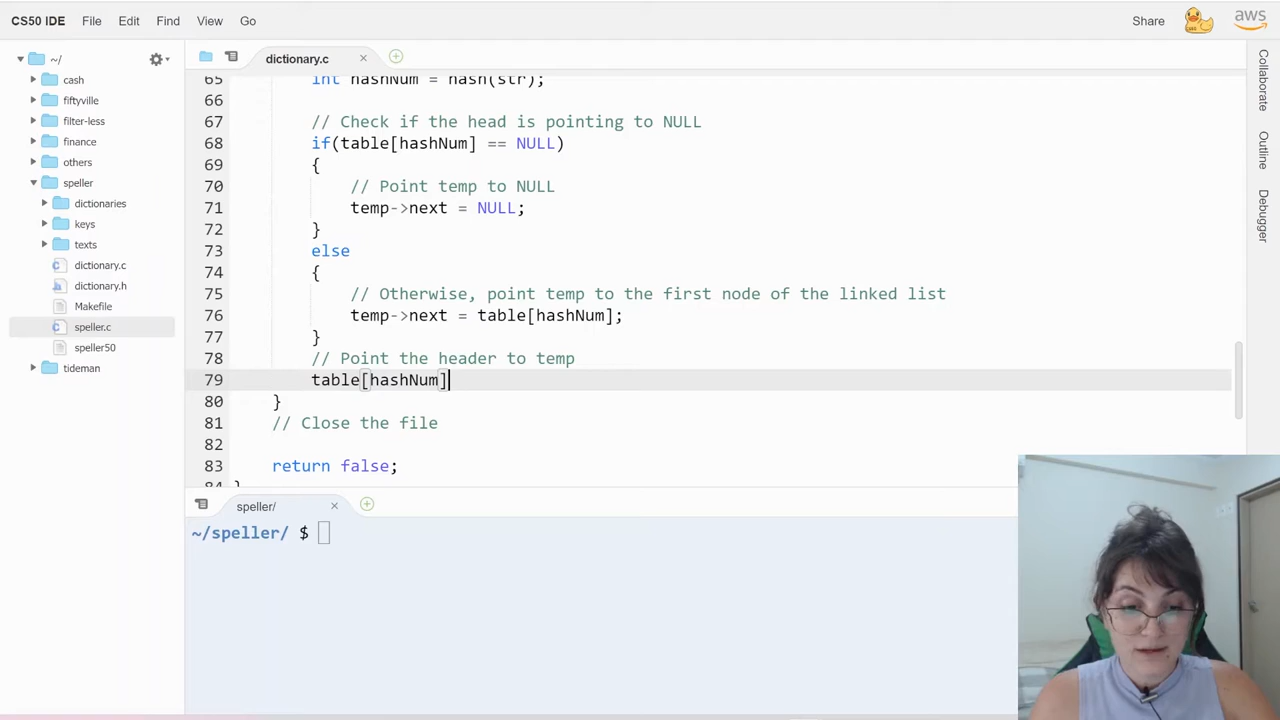 CS50 IDE File Edit Find View Go Share aws
~/
cash
fiftyville
filter-less
finance
others
speller
dictionaries
keys
texts
dictionary.c
dictionary.h
Makefile
speller.c
speller50
tideman
dictionary.c
65 int hashNum = hash(str);
66
67 // Check if the head is pointing to NULL
68 if(table[hashNum] == NULL)
69 {
70 // Point temp to NULL
71 temp->next = NULL;
72 }
73 else
74 {
75 // Otherwise, point temp to the first node of the linked list
76 temp->next = table[hashNum];
77 }
78 // Point the header to temp
79 table[hashNum]
80 }
81 // Close the file
82
83 return false;
84 }
speller/
~/speller/ $
Collaborate
Outline
Debugger